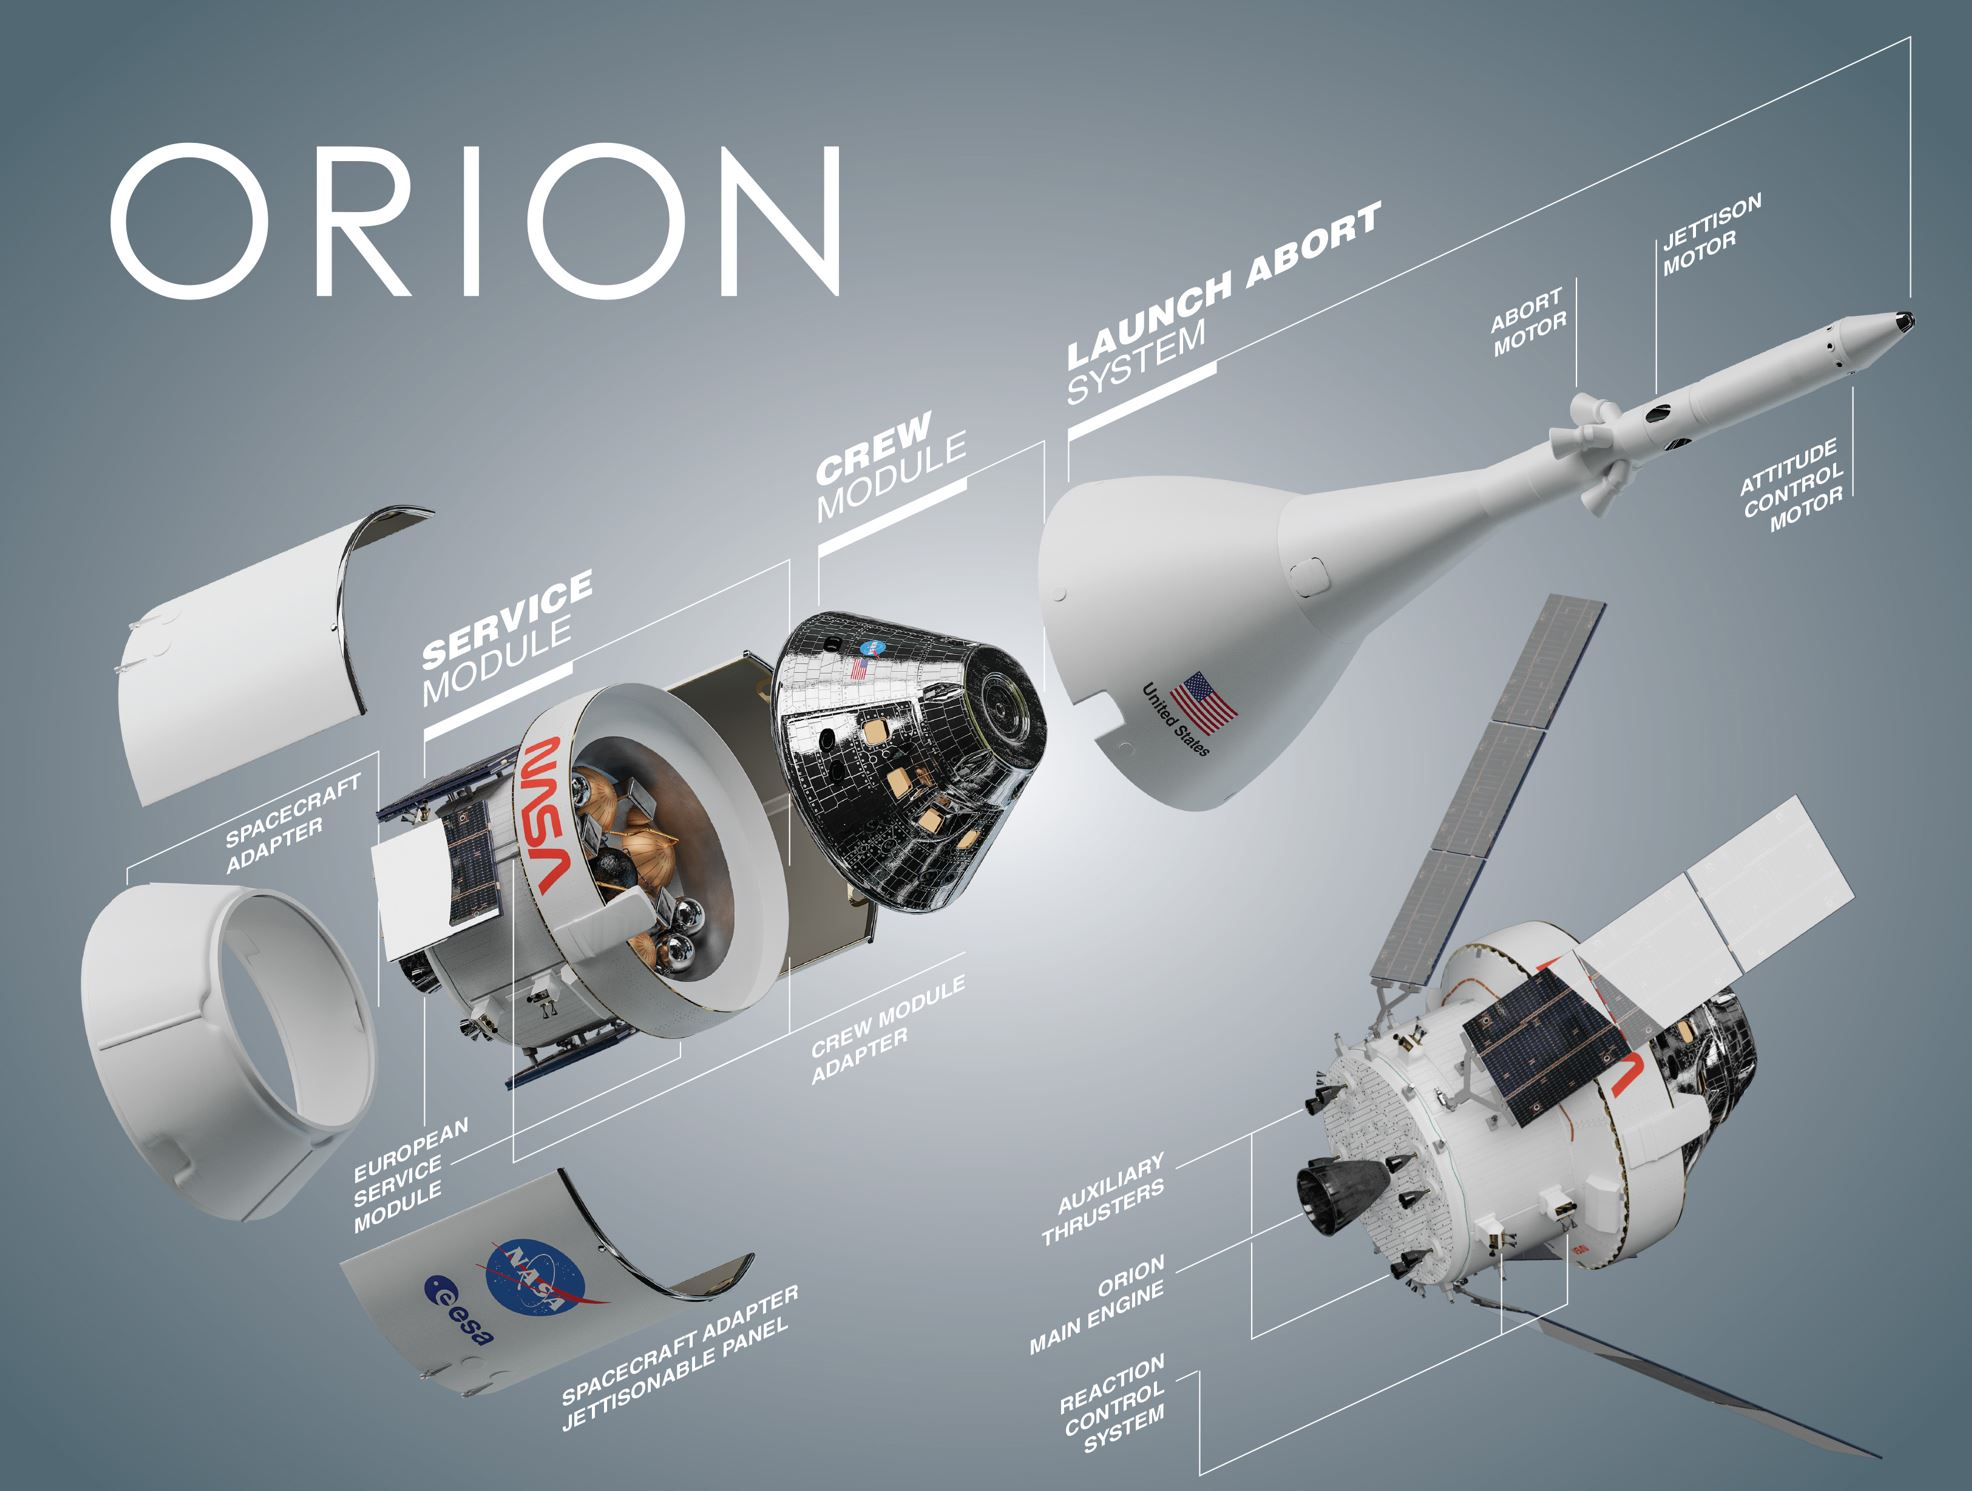 ORION
LAUNCH ABORT
SYSTEM
JETTISON
MOTOR
ABORT
MOTOR
ATTITUDE
CONTROL
MOTOR
CREW
MODULE
SERVICE
MODULE
United States
NASA
NASA
SPACECRAFT
ADAPTER
CREW MODULE
ADAPTER
EUROPEAN
SERVICE
MODULE
NASA
esa
SPACECRAFT ADAPTER
JETTISONABLE PANEL
AUXILIARY
THRUSTERS
ORION
MAIN ENGINE
REACTION
CONTROL
SYSTEM